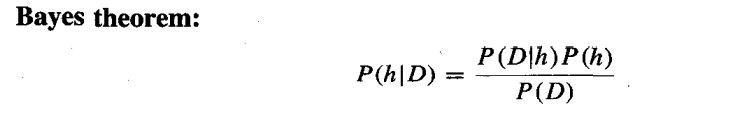 Bayes theorem:
P(h|D) = P(D|h)P(h)
P(D)